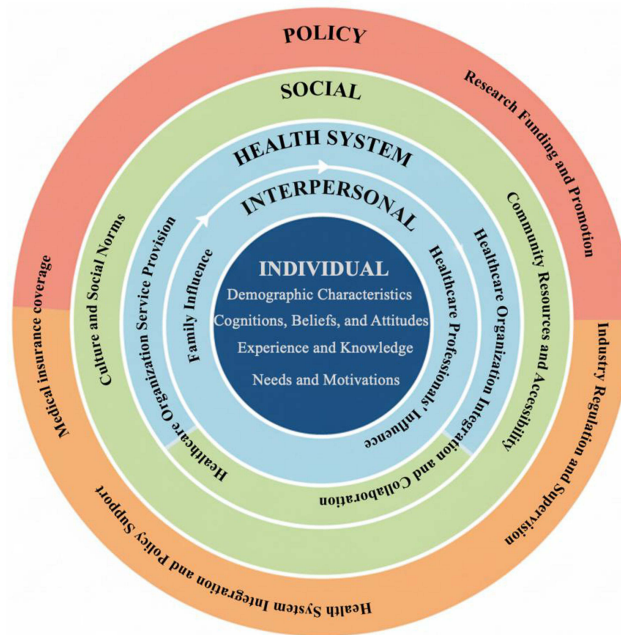 POLICY
Research Funding and Promotion
Medical insurance coverage
Industry Regulation and Supervision
Health System Integration and Policy Support
SOCIAL
Culture and Social Norms
Community Resources and Accessibility
HEALTH SYSTEM
Healthcare Organization Service Provision
Healthcare Organization Integration and Collaboration
Healthcare
INTERPERSONAL
Family Influence
Healthcare Professionals' Influence
INDIVIDUAL
Demographic Characteristics
Cognitions, Beliefs, and Attitudes
Experience and Knowledge
Needs and Motivations